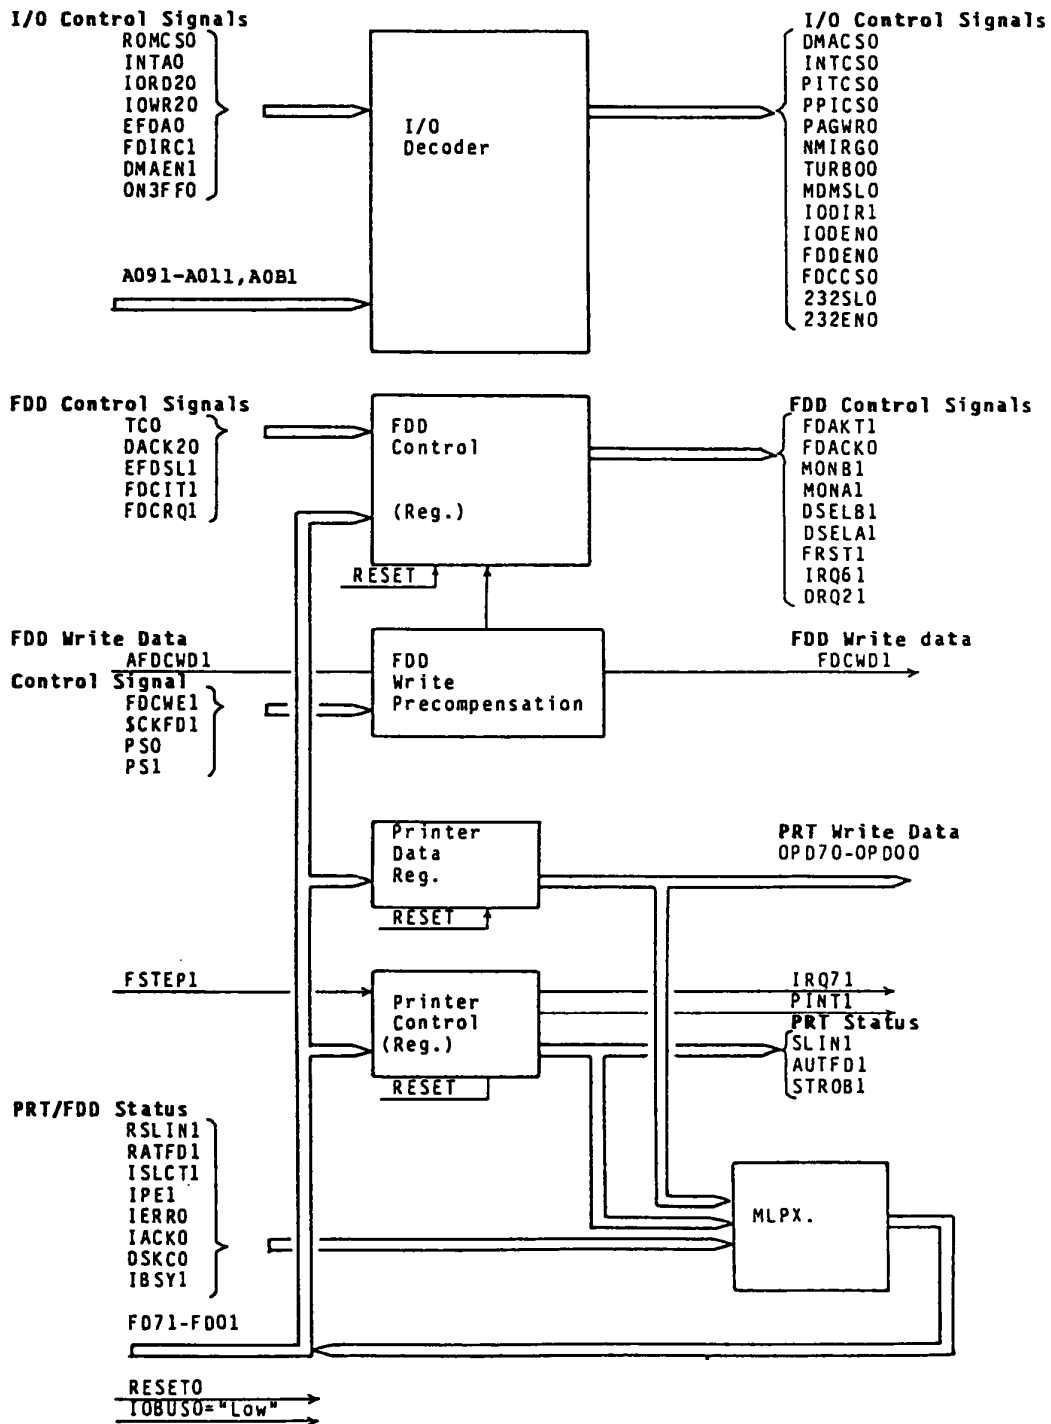 I/O Control Signals
ROMCS0
INTA0
IORD20
IOWR20
EFDA0
FDIRC1
DMAEN1
ON3FF0
A091-A011,A0B1
I/O
Decoder
I/O Control Signals
DMACS0
INTCS0
PITCS0
PPICS0
PAGWR0
NMIRG0
TURBO0
MDMSL0
IODIR1
IODEN0
FDDEN0
FDCCS0
232SL0
232EN0
FDD Control Signals
TC0
DACK20
EFDSL1
FDCIT1
FDCRQ1
FDD
Control
(Reg.)
RESET
FDD Control Signals
FDAKT1
FDACK0
MONB1
MONA1
DSELB1
DSELA1
FRST1
IRQ61
DRQ21
FDD Write Data
AFDCWD1
Control Signal
FDCWE1
$CKFD1
PS0
PS1
FDD
Write
Precompensation
FDD Write data
FDCWD1
Printer
Data
Reg.
RESET
PRT Write Data
OPD70-OPD00
FSTEP1
Printer
Control
(Reg.)
RESET
IRQ71
PINT1
PRT Status
SLIN1
AUTFD1
STROB1
PRT/FDD Status
RSLIN1
RATFD1
ISLCT1
IPE1
IERR0
IACK0
DSKC0
IBSY1
MLPX.
FD71-FD01
RESET0
IOBUS0="Low"